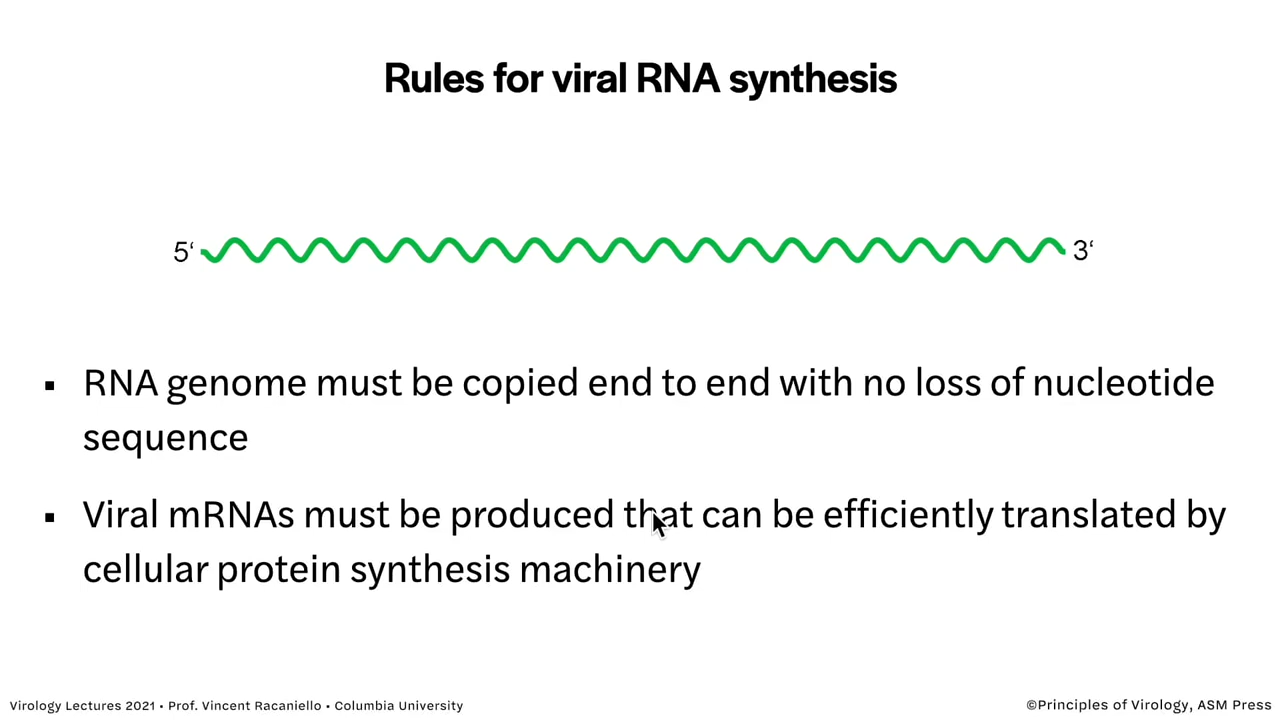 Rules for viral RNA synthesis
5‘
3‘
▪ RNA genome must be copied end to end with no loss of nucleotide
sequence
▪ Viral mRNAs must be produced that can be efficiently translated by
cellular protein synthesis machinery
Virology Lectures 2021 • Prof. Vincent Racaniello • Columbia University
©Principles of Virology, ASM Press